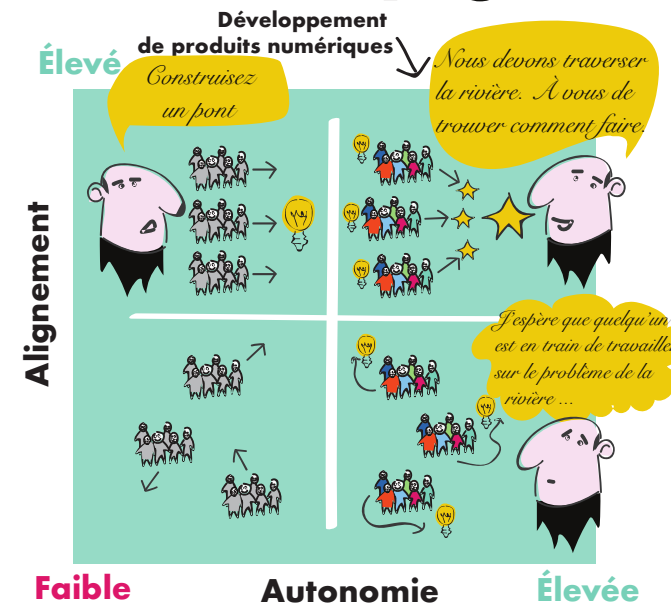 Développement
de produits numériques
Élevé
Construisez
un pont
Nous devons traverser
la rivière. À vous de
trouver comment faire.
Alignement
J'espère que quelqu'un
est en train de travaille
sur le problème de la
rivière ...
Faible
Autonomie
Élevée